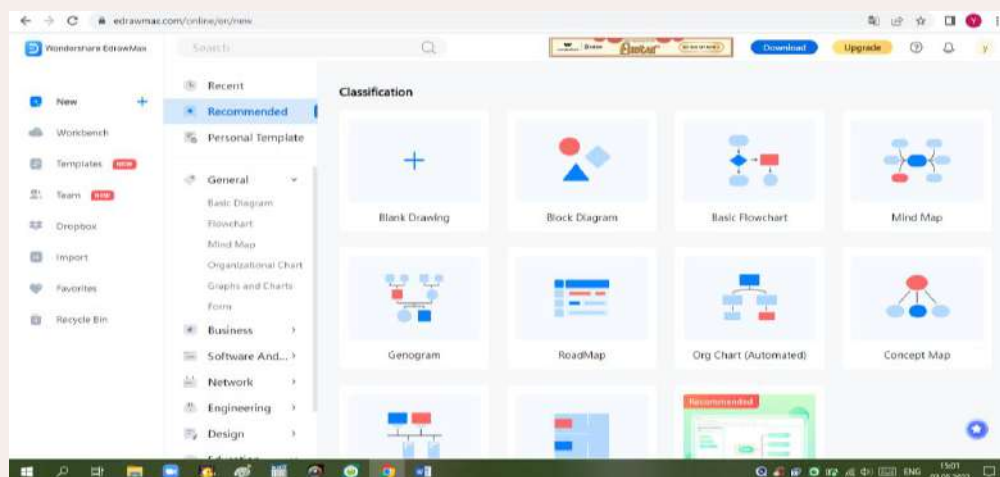 edrawmax.com/online/en/new
Wondershare EdrawMax
Search
Download
Upgrade
New
Workbench
Templates NEW
Team NEW
Dropbox
Import
Favorites
Recycle Bin
Recent
Recommended
Personal Template
General
Basic Diagram
Flowchart
Mind Map
Organizational Chart
Graphs and Charts
Form
Business
Software And...
Network
Engineering
Design
Classification
Blank Drawing
Block Diagram
Basic Flowchart
Mind Map
Genogram
RoadMap
Org Chart (Automated)
Concept Map
Recommended
ENG
15:01